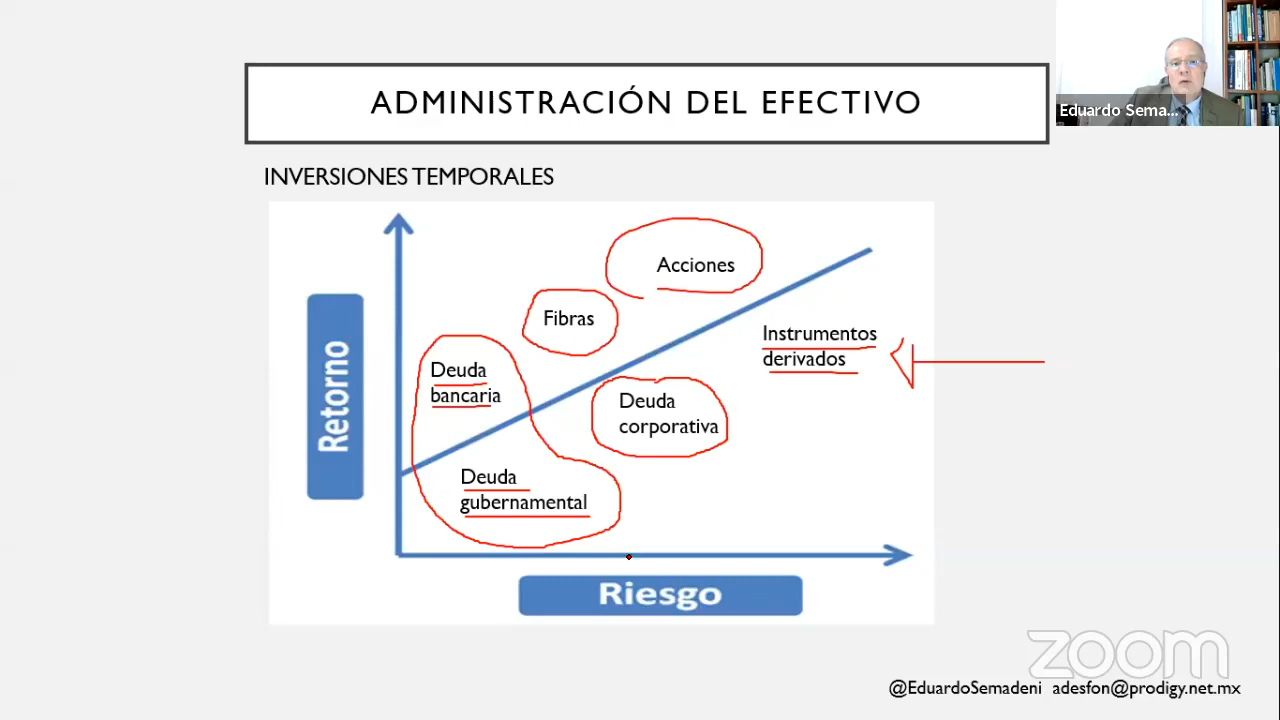 ADMINISTRACIÓN DEL EFECTIVO
Eduardo Sema...
INVERSIONES TEMPORALES
Acciones
Fibras
Instrumentos
derivados
Deuda
bancaria
Deuda
corporativa
Retorno
Deuda
gubernamental
Riesgo
zoom
@EduardoSemadeni adesfon@prodigy.net.mx